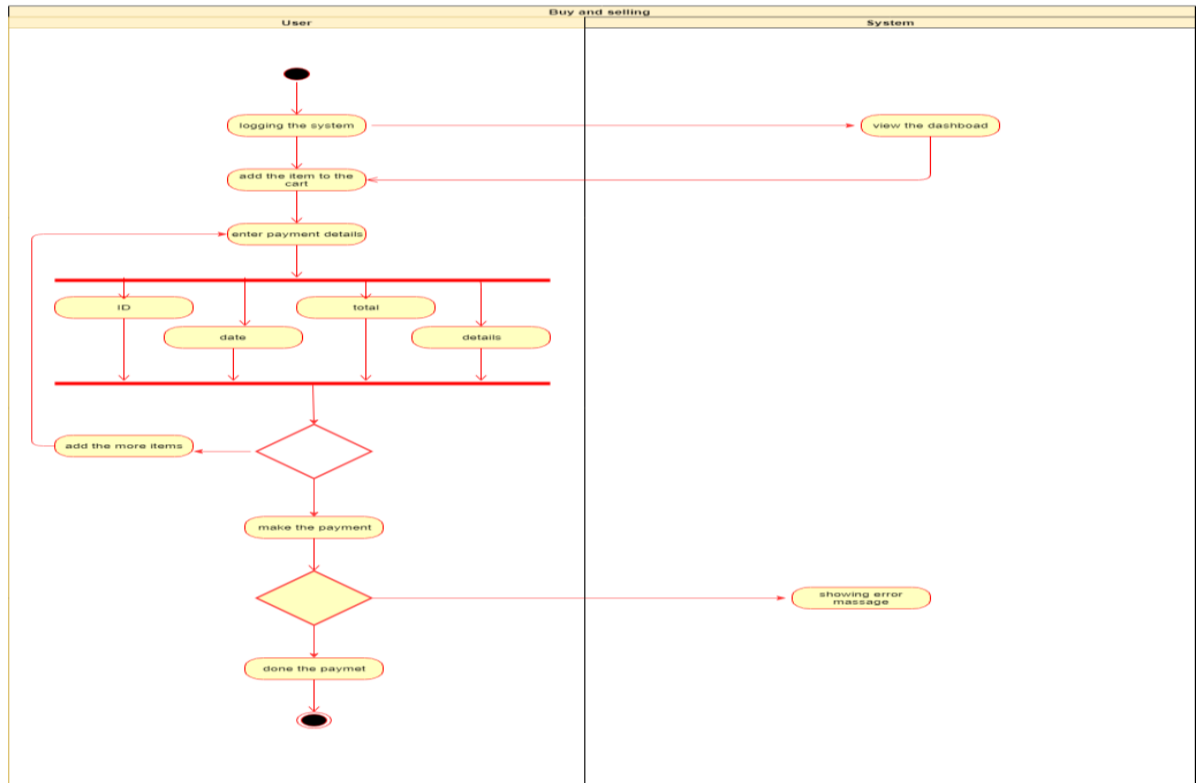 Buy and selling
User
System
logging the system
view the dashboad
add the item to the
cart
enter payment details
ID
total
date
details
add the more items
make the payment
showing error
massage
done the paymet